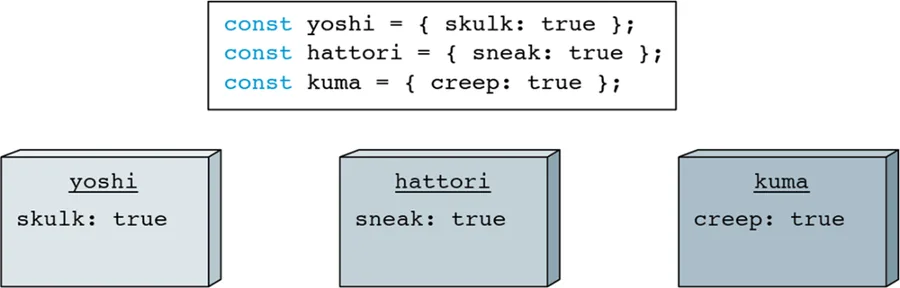 const yoshi = { skulk: true };
const hattori = { sneak: true };
const kuma = { creep: true };
yoshi
skulk: true
hattori
sneak: true
kuma
creep: true